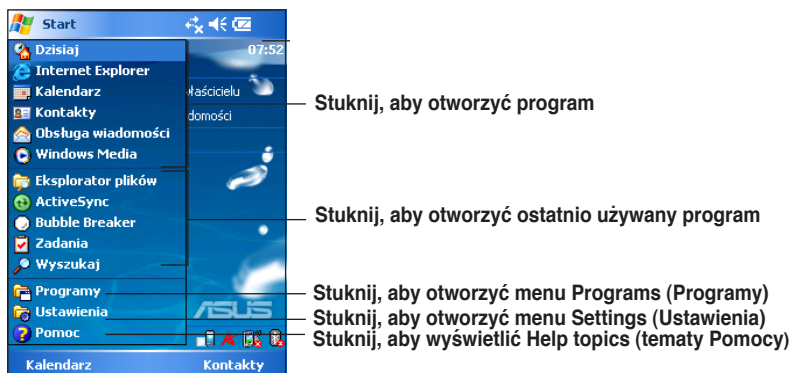 Start
Dzisiaj
07:52
Internet Explorer
Kalendarz
właścicielu
Kontakty
domości
Obsługa wiadomości
Windows Media
Eksplorator plików
ActiveSync
Bubble Breaker
Zadania
Wyszukaj
Programy
Ustawienia
ASUS
Pomoc
Kalendarz
Kontakty
Stuknij, aby otworzyć program
Stuknij, aby otworzyć ostatnio używany program
Stuknij, aby otworzyć menu Programs (Programy)
Stuknij, aby otworzyć menu Settings (Ustawienia)
Stuknij, aby wyświetlić Help topics (tematy Pomocy)